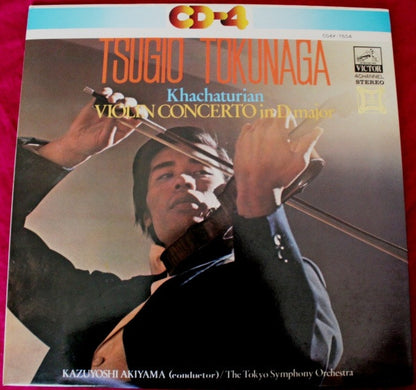 CD-4
TSUGIO TOKUNAGA
Khachaturian
VIOLIN CONCERTO in D major
VICTOR
4CHANNEL
STEREO
KAZUYOSHI AKIYAMA (conductor) / The Tokyo Symphony Orchestra